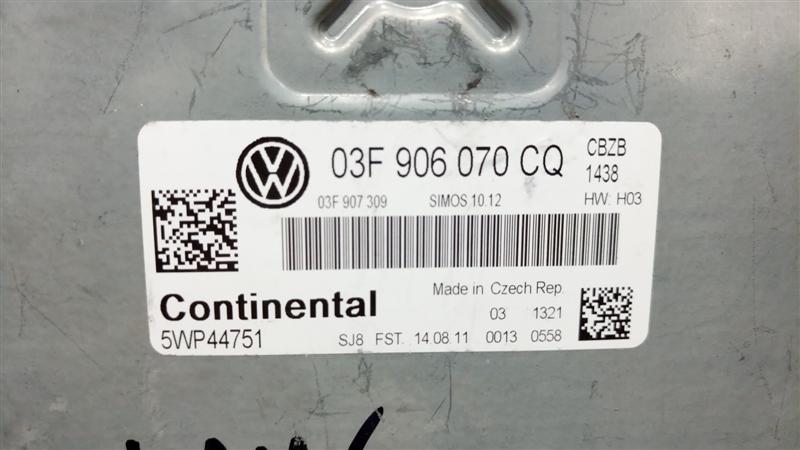 03F 906 070 CQ CBZB
1438
03F 907 309 SIMOS.10.12 HW: H03
Continental Made in Czech Rep.
03 1321
5WP44751 SJ8 FST. 14.08.11 0013 0558